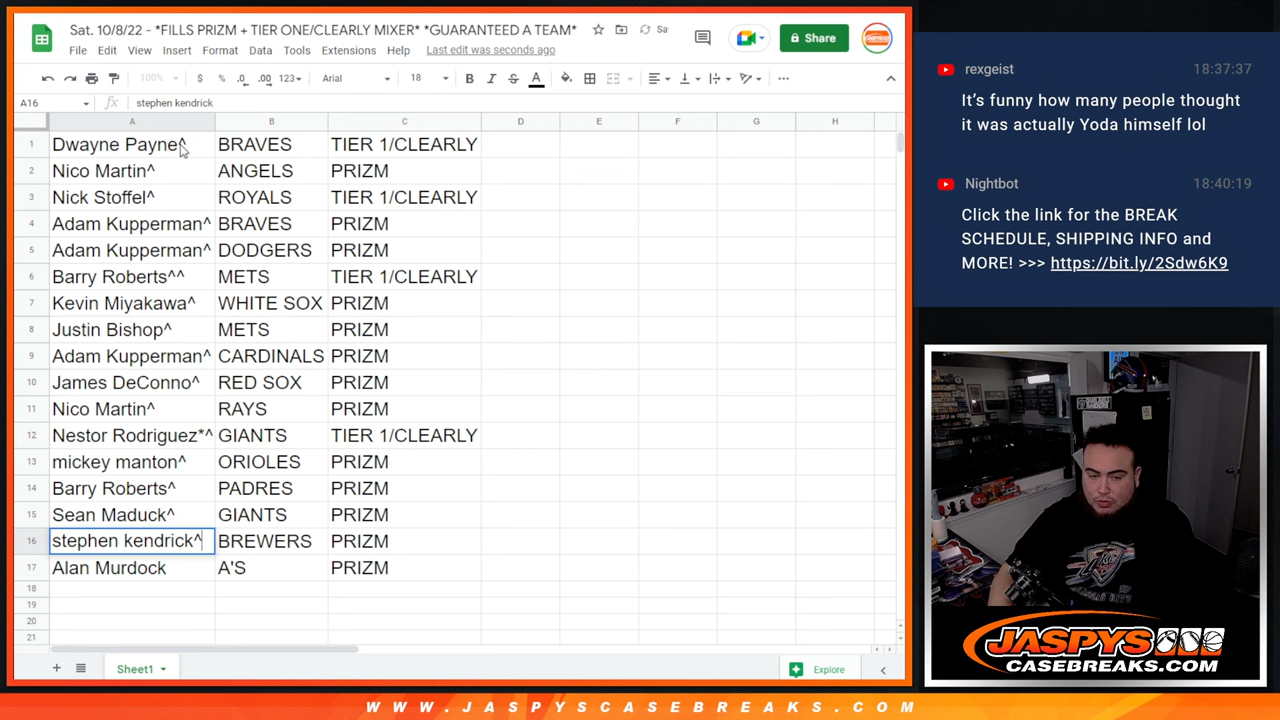 Sat. 10/8/22 - *FILLS PRIZM + TIER ONE/CLEARLY MIXER* *GUARANTEED A TEAM* Sa
File Edit View Format Data Tools Extensions Help Last edit was seconds ago
Share
100% $ % .0 .00 123 Arial 18 B I S A
A16 fx stephen kendrick
A B C D E F G H
1 Dwayne Payne^ BRAVES TIER 1/CLEARLY
2 Nico Martin^ ANGELS PRIZM
3 Nick Stoffel^ ROYALS TIER 1/CLEARLY
4 Adam Kupperman^ BRAVES PRIZM
5 Adam Kupperman^ DODGERS PRIZM
6 Barry Roberts^^ METS TIER 1/CLEARLY
7 Kevin Miyakawa^ WHITE SOX PRIZM
8 Justin Bishop^ METS PRIZM
9 Adam Kupperman^ CARDINALS PRIZM
10 James DeConno^ RED SOX PRIZM
11 Nico Martin^ RAYS PRIZM
12 Nestor Rodriguez*^ GIANTS TIER 1/CLEARLY
13 mickey manton^ ORIOLES PRIZM
14 Barry Roberts^ PADRES PRIZM
15 Sean Maduck^ GIANTS PRIZM
16 stephen kendrick^ BREWERS PRIZM
17 Alan Murdock A'S PRIZM
18
19
20
21
Sheet1 Explore
rexgeist 18:37:37
It's funny how many people thought
it was actually Yoda himself lol
Nightbot 18:40:19
Click the link for the BREAK
SCHEDULE, SHIPPING INFO and
MORE! >>> https://bit.ly/2Sdw6K9
JASPYS
CASEBREAKS.COM
WWW.JASPYSCASEBREAKS.COM